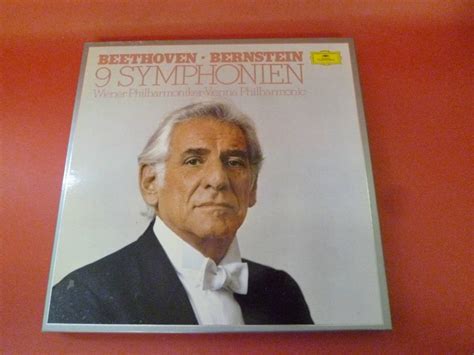 BEETHOVEN · BERNSTEIN
9 SYMPHONIEN
Wiener Philharmoniker·Vienna Philharmonic